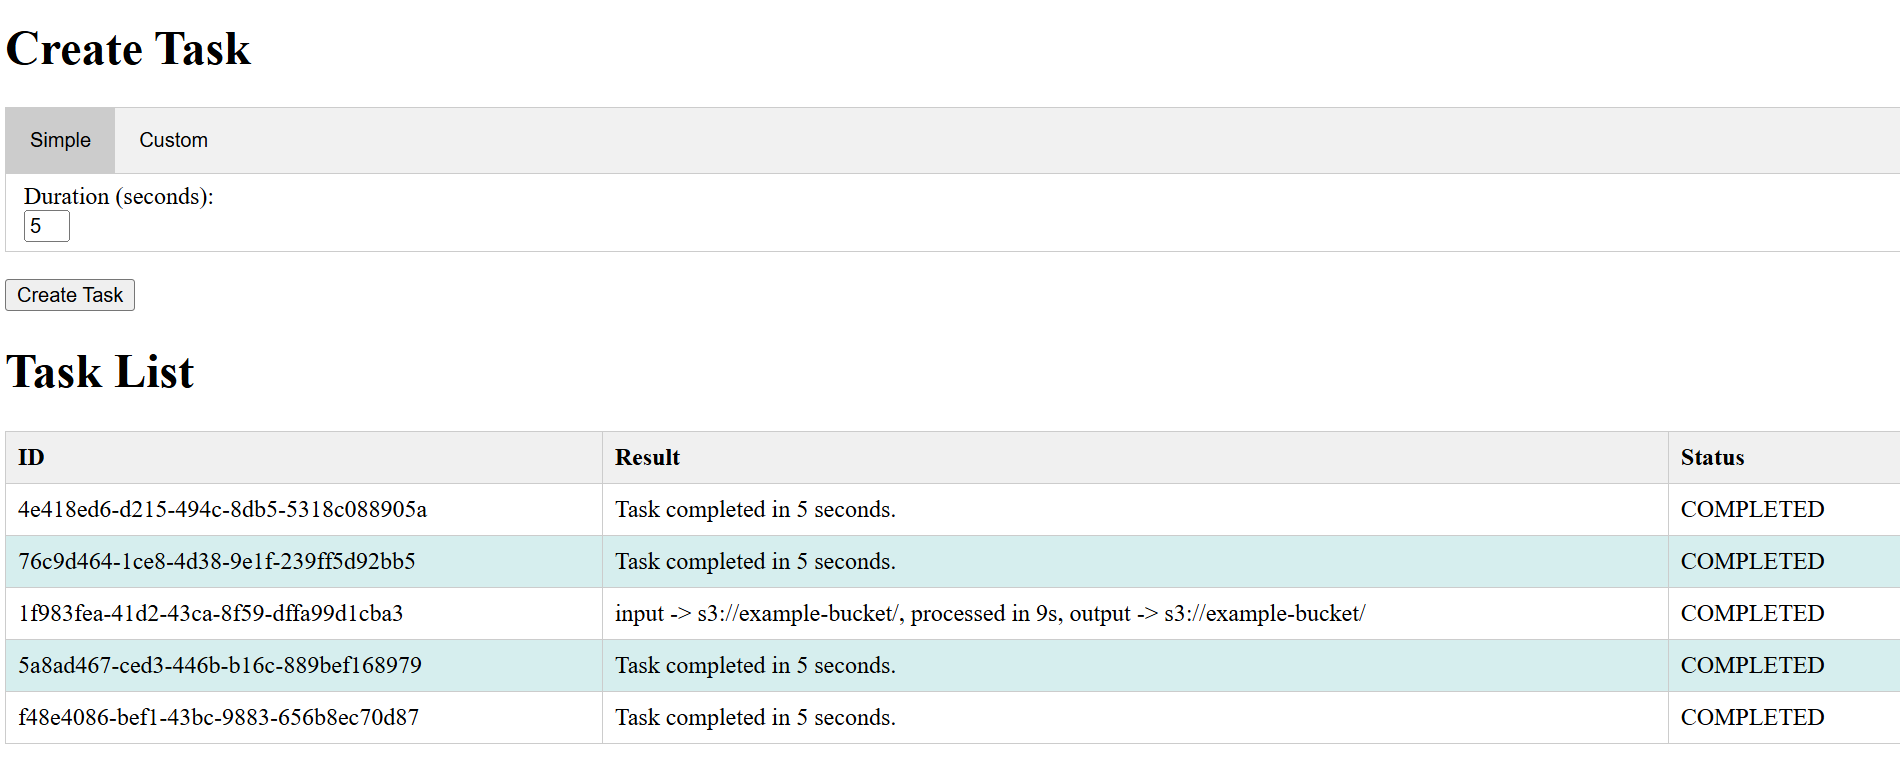 Create Task
Simple Custom
Duration (seconds):
5
Create Task
Task List
ID Result Status
4e418ed6-d215-494c-8db5-5318c088905a Task completed in 5 seconds. COMPLETED
76c9d464-1ce8-4d38-9e1f-239ff5d92bb5 Task completed in 5 seconds. COMPLETED
1f983fea-41d2-43ca-8f59-dffa99d1cba3 input -> s3://example-bucket/, processed in 9s, output -> s3://example-bucket/ COMPLETED
5a8ad467-ced3-446b-b16c-889bef168979 Task completed in 5 seconds. COMPLETED
f48e4086-bef1-43bc-9883-656b8ec70d87 Task completed in 5 seconds. COMPLETED